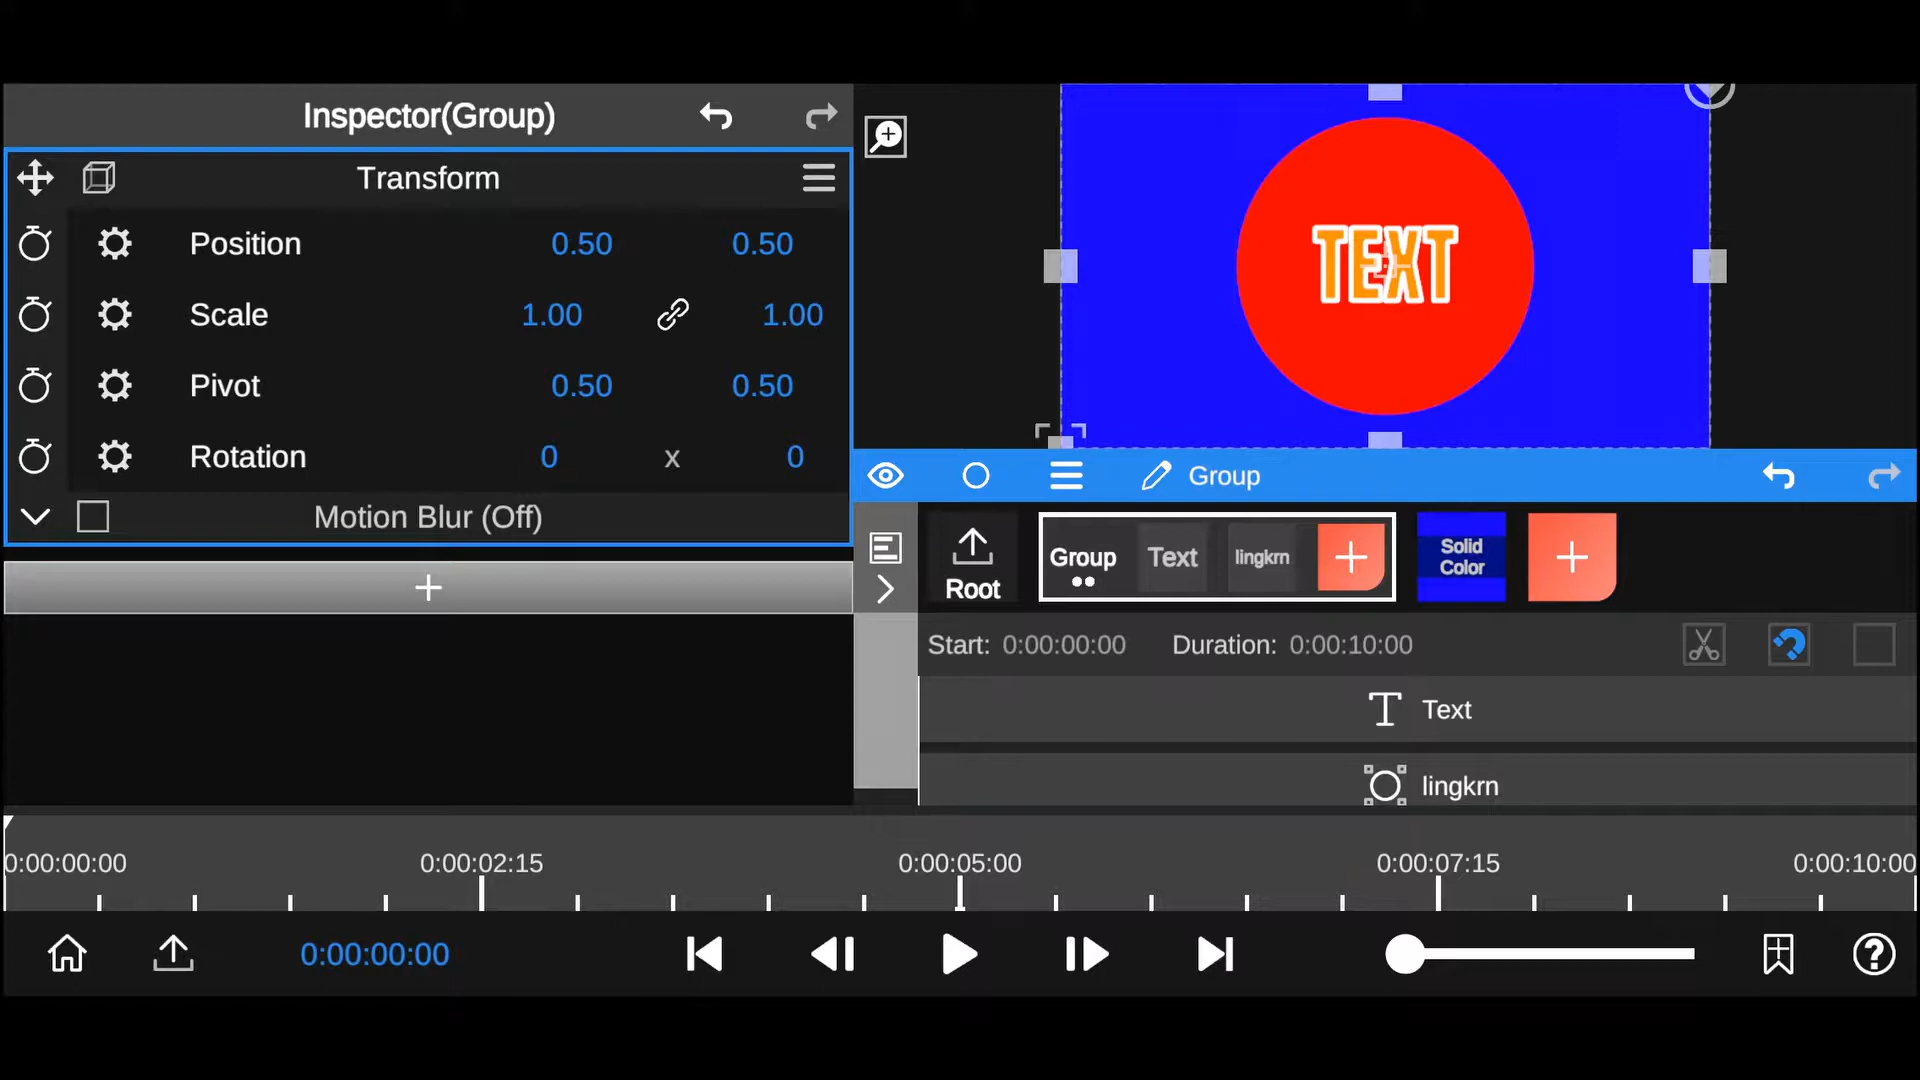 Inspector(Group)
Transform
Position 0.50 0.50
Scale 1.00 1.00
Pivot 0.50 0.50
Rotation 0 x 0
Motion Blur (Off)
TEXT
Group
Root
Group Text lingkrn
Solid
Color
Start: 0:00:00:00 Duration: 0:00:10:00
Text
lingkrn
0:00:00:00 0:00:02:15 0:00:05:00 0:00:07:15 0:00:10:00
0:00:00:00